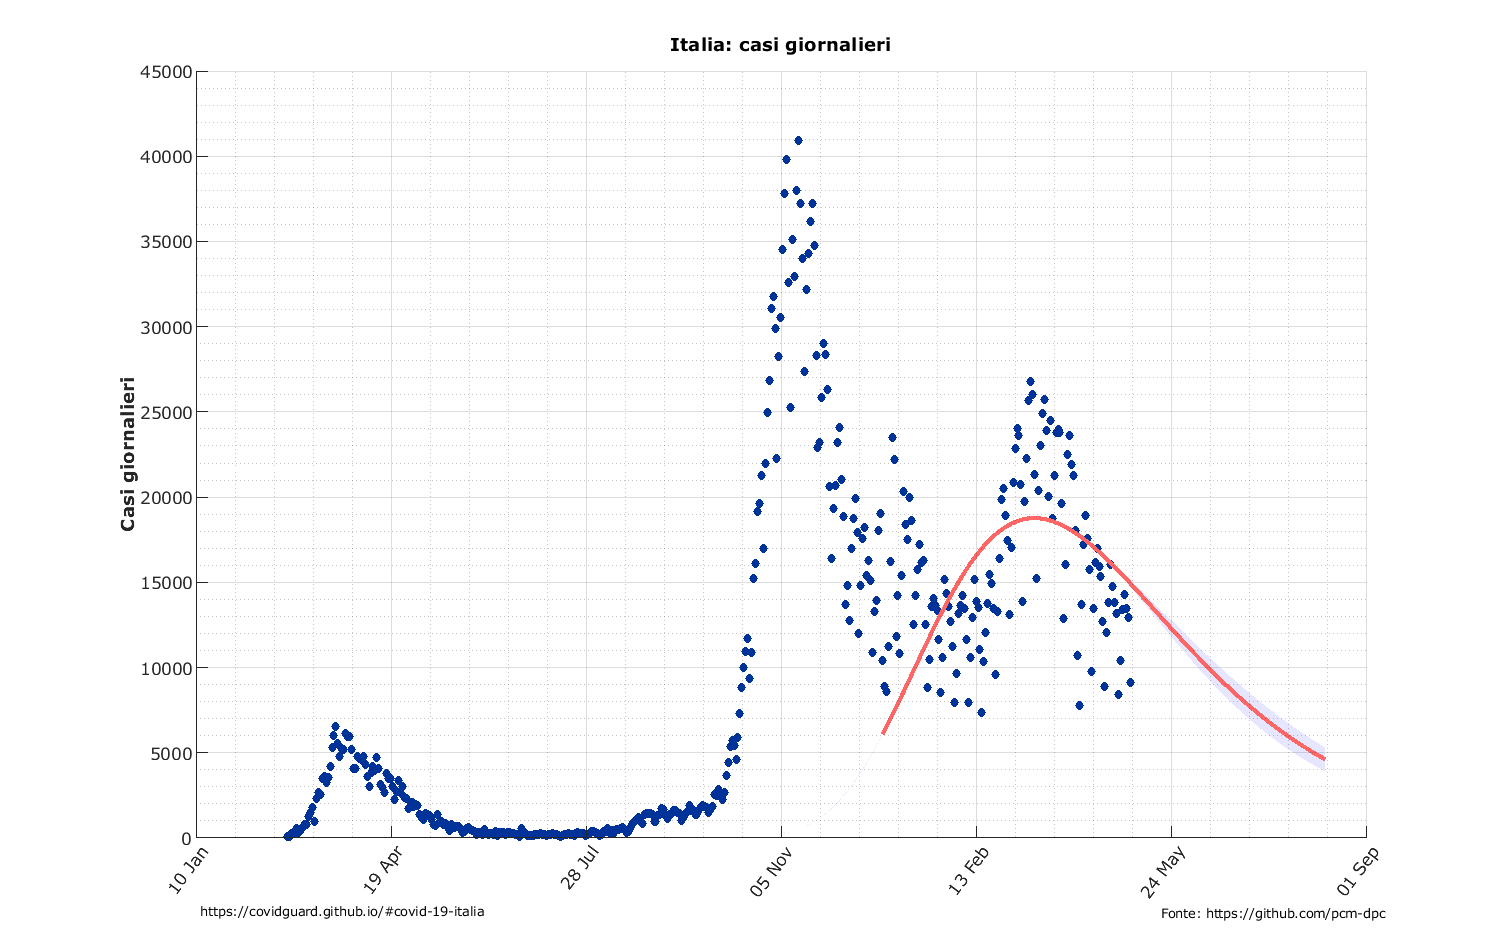 Italia: casi giornalieri
Casi giornalieri
45000
40000
35000
30000
25000
20000
15000
10000
5000
0
10 Jan
19 Apr
28 Jul
05 Nov
13 Feb
24 May
01 Sep
https://covidguard.github.io/#covid-19-italia
Fonte: https://github.com/pcm-dpc